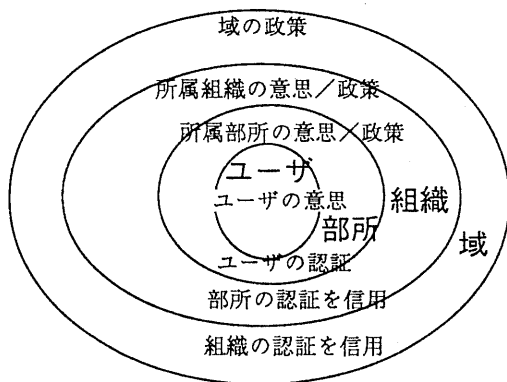 域の政策
所属組織の意思／政策
所属部所の意思／政策
ユーザ
ユーザの意思
組織
部所
域
ユーザの認証
部所の認証を信用
組織の認証を信用